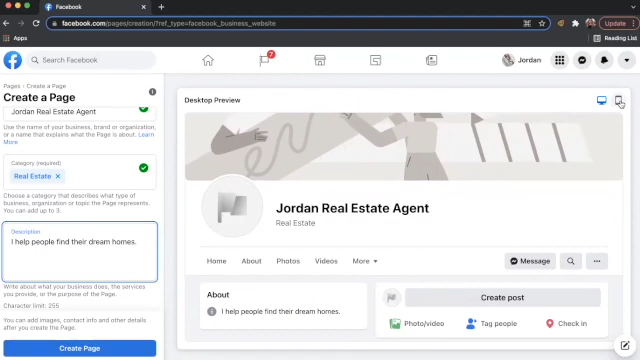 Facebook
facebook.com/pages/creation/?ref_type=facebook_business_website
Update
Apps
Reading List
Search Facebook
7
Jordan
Pages › Create a Page
Create a Page
Jordan Real Estate Agent
Use the name of your business, brand or organization,
or a name that explains what the Page is about. Learn
More
Category (required)
Real Estate
Choose a category that describes what type of
business, organization or topic the Page represents.
You can add up to 3.
Description
I help people find their dream homes.
Write about what your business does, the services
you provide, or the purpose of the Page.
Character limit: 255
You can add images, contact info and other details
after you create the Page.
Create Page
Desktop Preview
Jordan Real Estate Agent
Real Estate
Home About Photos Videos More
Message
About
I help people find their dream homes.
Create post
Photo/video Tag people Check in